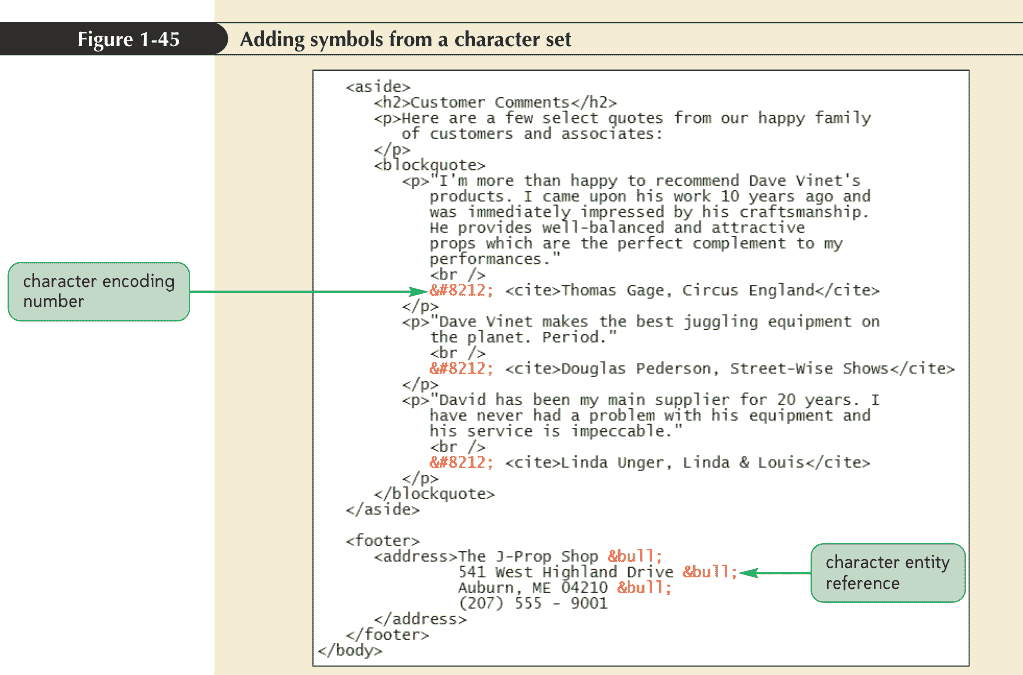 Figure 1-45 Adding symbols from a character set
<aside>
<h2>Customer Comments</h2>
<p>Here are a few select quotes from our happy family
of customers and associates:
</p>
<blockquote>
<p>"I'm more than happy to recommend Dave Vinet's
products. I came upon his work 10 years ago and
was immediately impressed by his craftsmanship.
He provides well-balanced and attractive
props which are the perfect complement to my
performances."
<br />
character encoding
number
&#8212; <cite>Thomas Gage, Circus England</cite>
</p>
<p>"Dave Vinet makes the best juggling equipment on
the planet. Period."
<br />
&#8212; <cite>Douglas Pederson, Street-Wise Shows</cite>
</p>
<p>"David has been my main supplier for 20 years. I
have never had a problem with his equipment and
his service is impeccable."
<br />
&#8212; <cite>Linda Unger, Linda & Louis</cite>
</p>
</blockquote>
</aside>
<footer>
<address>The J-Prop Shop &bull;
541 West Highland Drive &bull;
Auburn, ME 04210 &bull;
(207) 555 - 9001
character entity
reference
</address>
</footer>
</body>